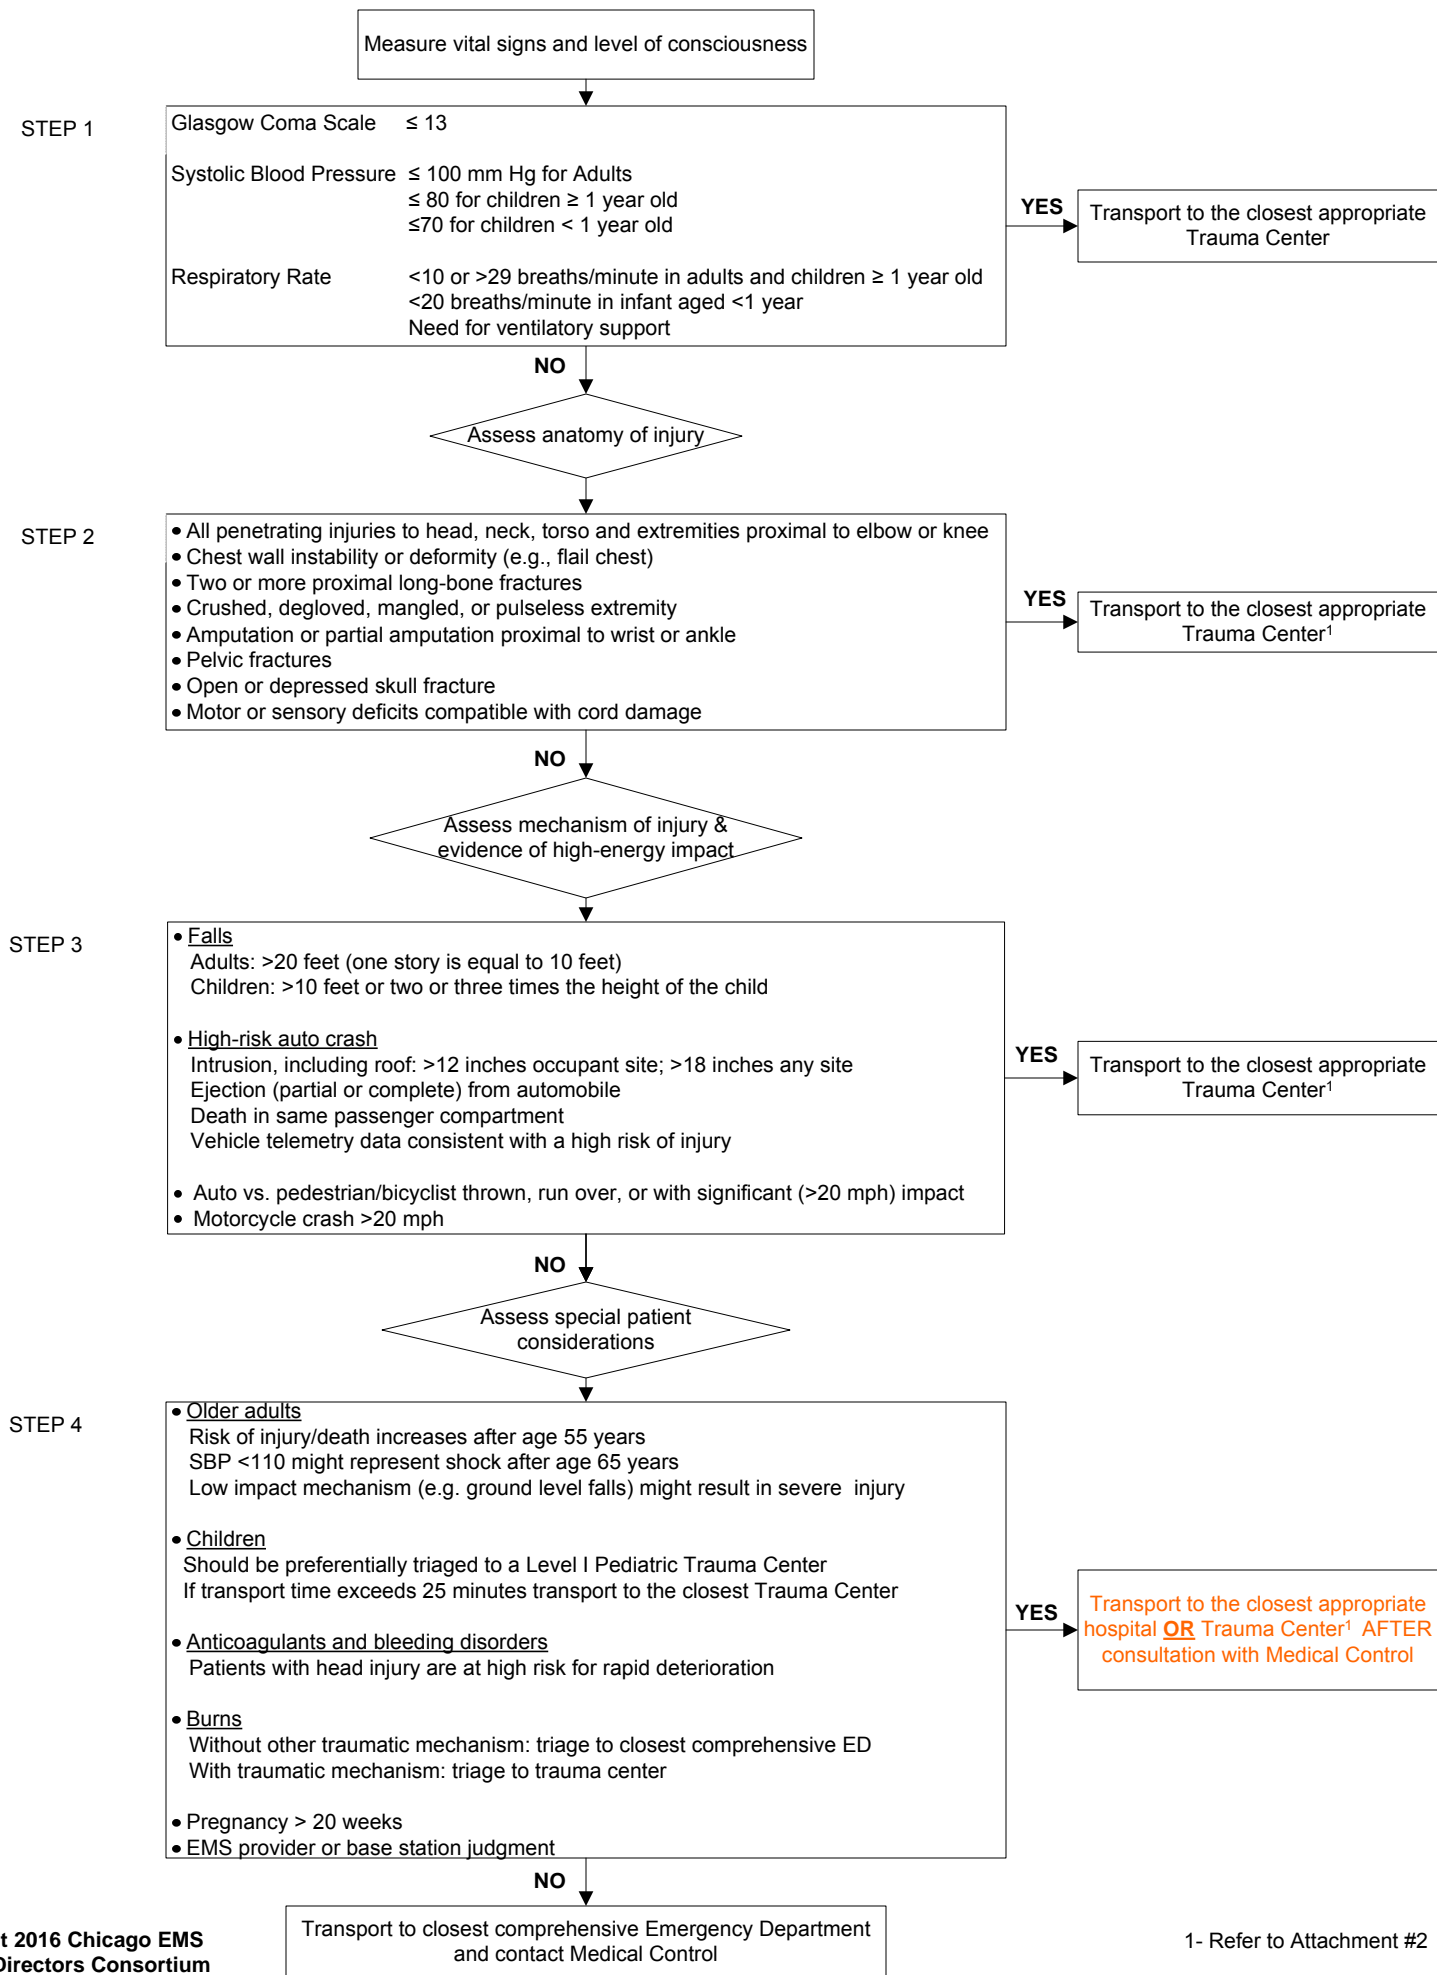 Measure vital signs and level of consciousness
STEP 1
Glasgow Coma Scale ≤ 13
Systolic Blood Pressure ≤ 100 mm Hg for Adults
≤ 80 for children ≥ 1 year old
≤70 for children < 1 year old
Respiratory Rate <10 or >29 breaths/minute in adults and children ≥ 1 year old
<20 breaths/minute in infant aged <1 year
Need for ventilatory support
YES
Transport to the closest appropriate
Trauma Center
NO
Assess anatomy of injury
STEP 2
• All penetrating injuries to head, neck, torso and extremities proximal to elbow or knee
• Chest wall instability or deformity (e.g., flail chest)
• Two or more proximal long-bone fractures
• Crushed, degloved, mangled, or pulseless extremity
• Amputation or partial amputation proximal to wrist or ankle
• Pelvic fractures
• Open or depressed skull fracture
• Motor or sensory deficits compatible with cord damage
YES
Transport to the closest appropriate
Trauma Center¹
NO
Assess mechanism of injury &
evidence of high-energy impact
STEP 3
• Falls
Adults: >20 feet (one story is equal to 10 feet)
Children: >10 feet or two or three times the height of the child
• High-risk auto crash
Intrusion, including roof: >12 inches occupant site; >18 inches any site
Ejection (partial or complete) from automobile
Death in same passenger compartment
Vehicle telemetry data consistent with a high risk of injury
• Auto vs. pedestrian/bicyclist thrown, run over, or with significant (>20 mph) impact
• Motorcycle crash >20 mph
YES
Transport to the closest appropriate
Trauma Center¹
NO
Assess special patient
considerations
STEP 4
• Older adults
Risk of injury/death increases after age 55 years
SBP <110 might represent shock after age 65 years
Low impact mechanism (e.g. ground level falls) might result in severe injury
• Children
Should be preferentially triaged to a Level I Pediatric Trauma Center
If transport time exceeds 25 minutes transport to the closest Trauma Center
• Anticoagulants and bleeding disorders
Patients with head injury are at high risk for rapid deterioration
• Burns
Without other traumatic mechanism: triage to closest comprehensive ED
With traumatic mechanism: triage to trauma center
• Pregnancy > 20 weeks
• EMS provider or base station judgment
YES
Transport to the closest appropriate
hospital OR Trauma Center¹ AFTER
consultation with Medical Control
NO
Transport to closest comprehensive Emergency Department
and contact Medical Control
t 2016 Chicago EMS
Directors Consortium
1- Refer to Attachment #2